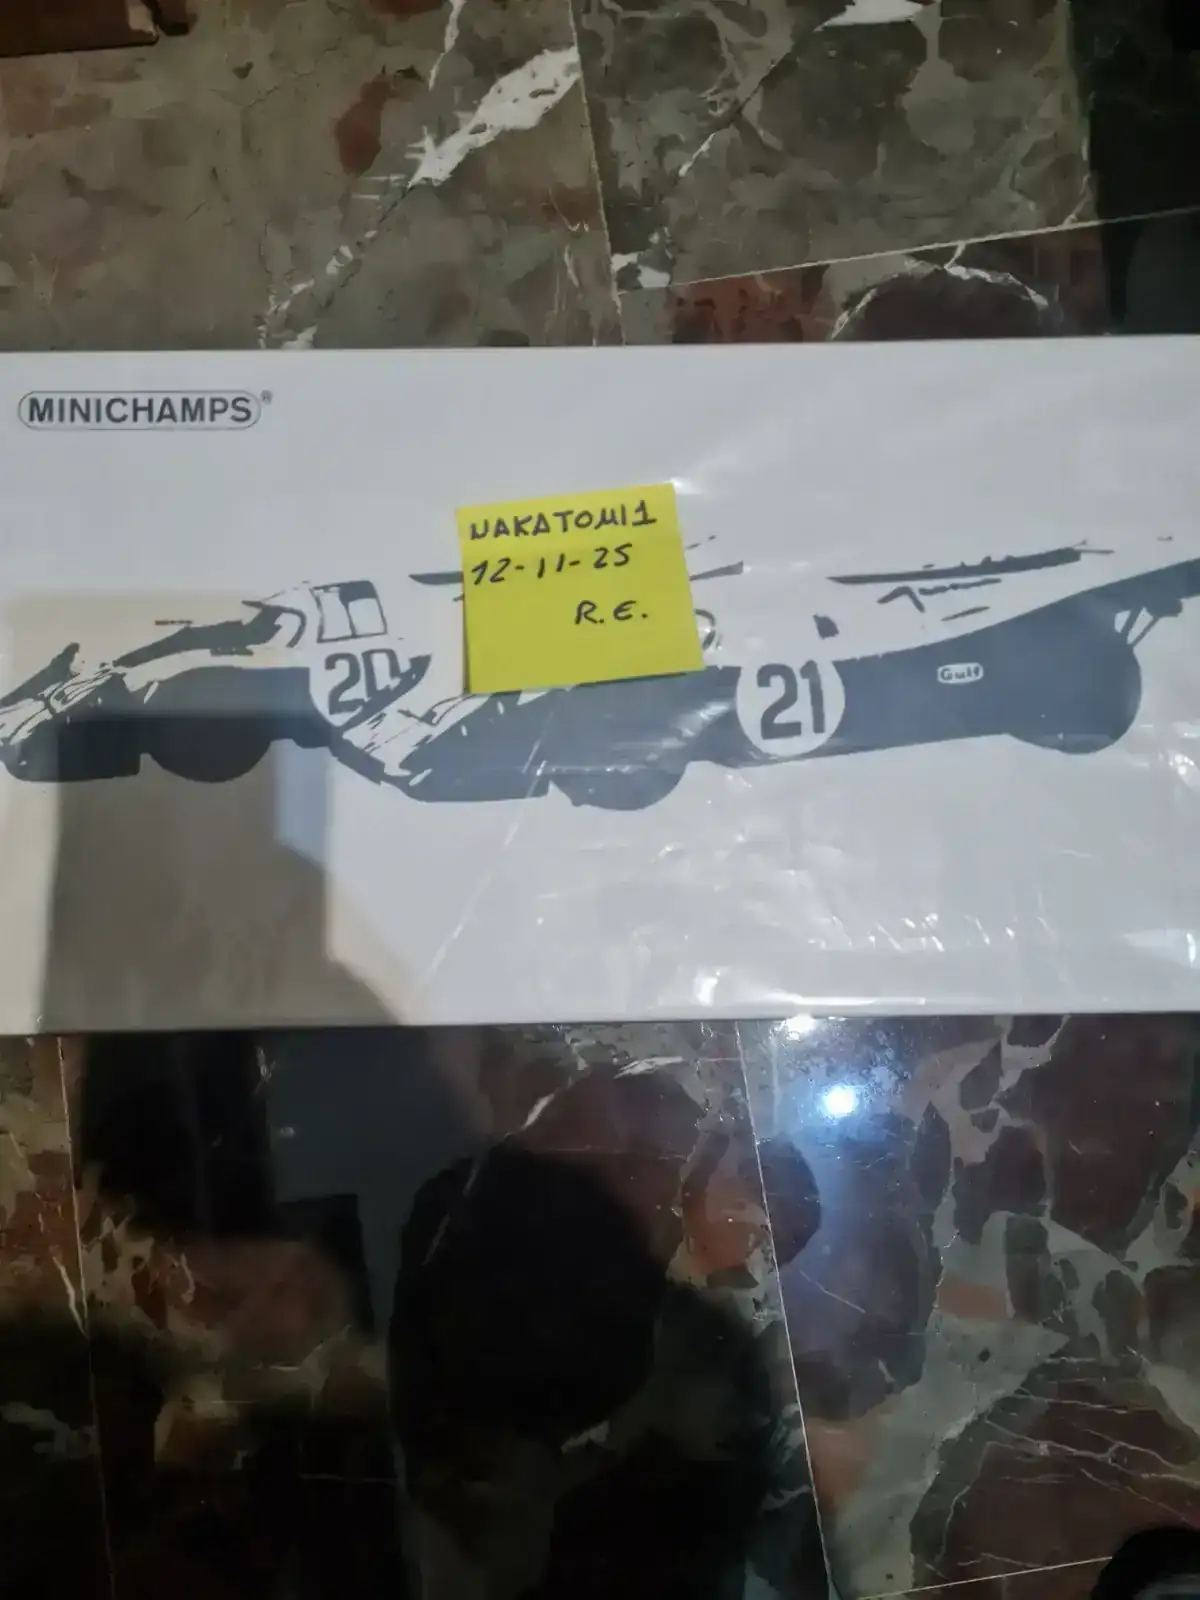 MINICHAMPS®
NAKATOMI1
12-11-25
R.E.
20
21
Gulf